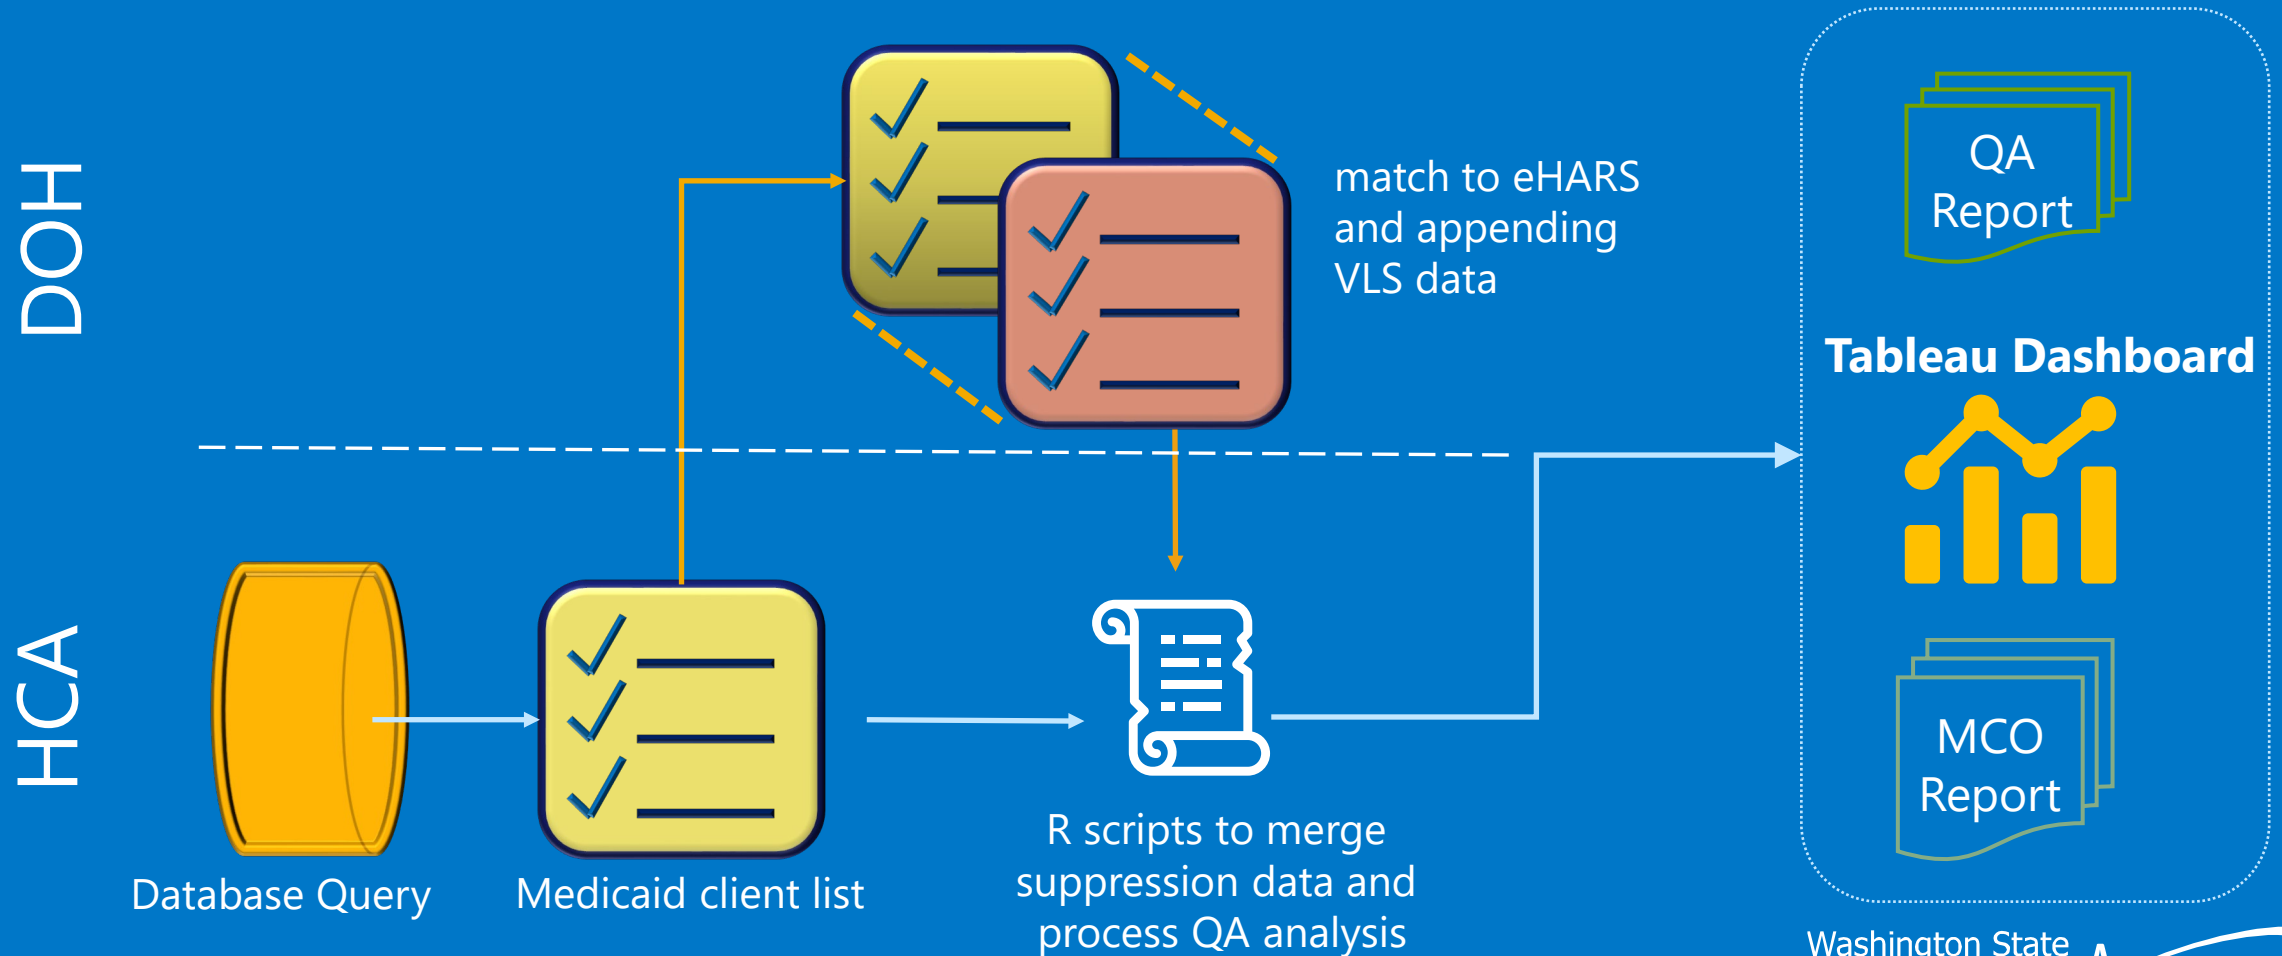 DOH
match to eHARS
and appending
VLS data
QA
Report
Tableau Dashboard
HCA
Database Query
Medicaid client list
R scripts to merge
suppression data and
process QA analysis
MCO
Report
Washington State